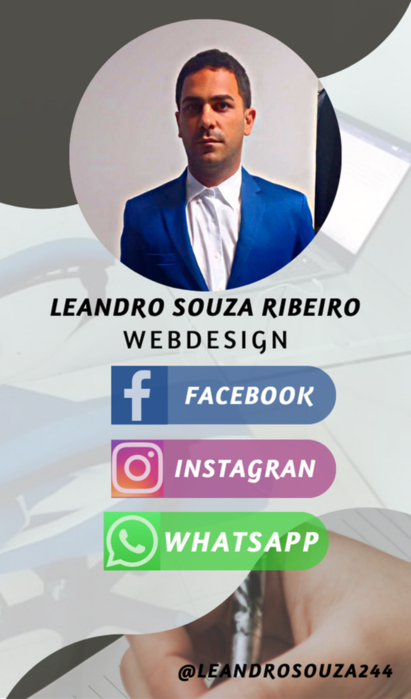 LEANDRO SOUZA RIBEIRO
WEBDESIGN
FACEBOOK
INSTAGRAN
WHATSAPP
@LEANDROSOUZA244